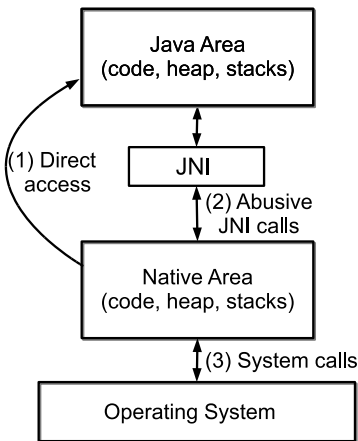 Java Area
(code, heap, stacks)
(1) Direct
access
JNI
(2) Abusive
JNI calls
Native Area
(code, heap, stacks)
(3) System calls
Operating System